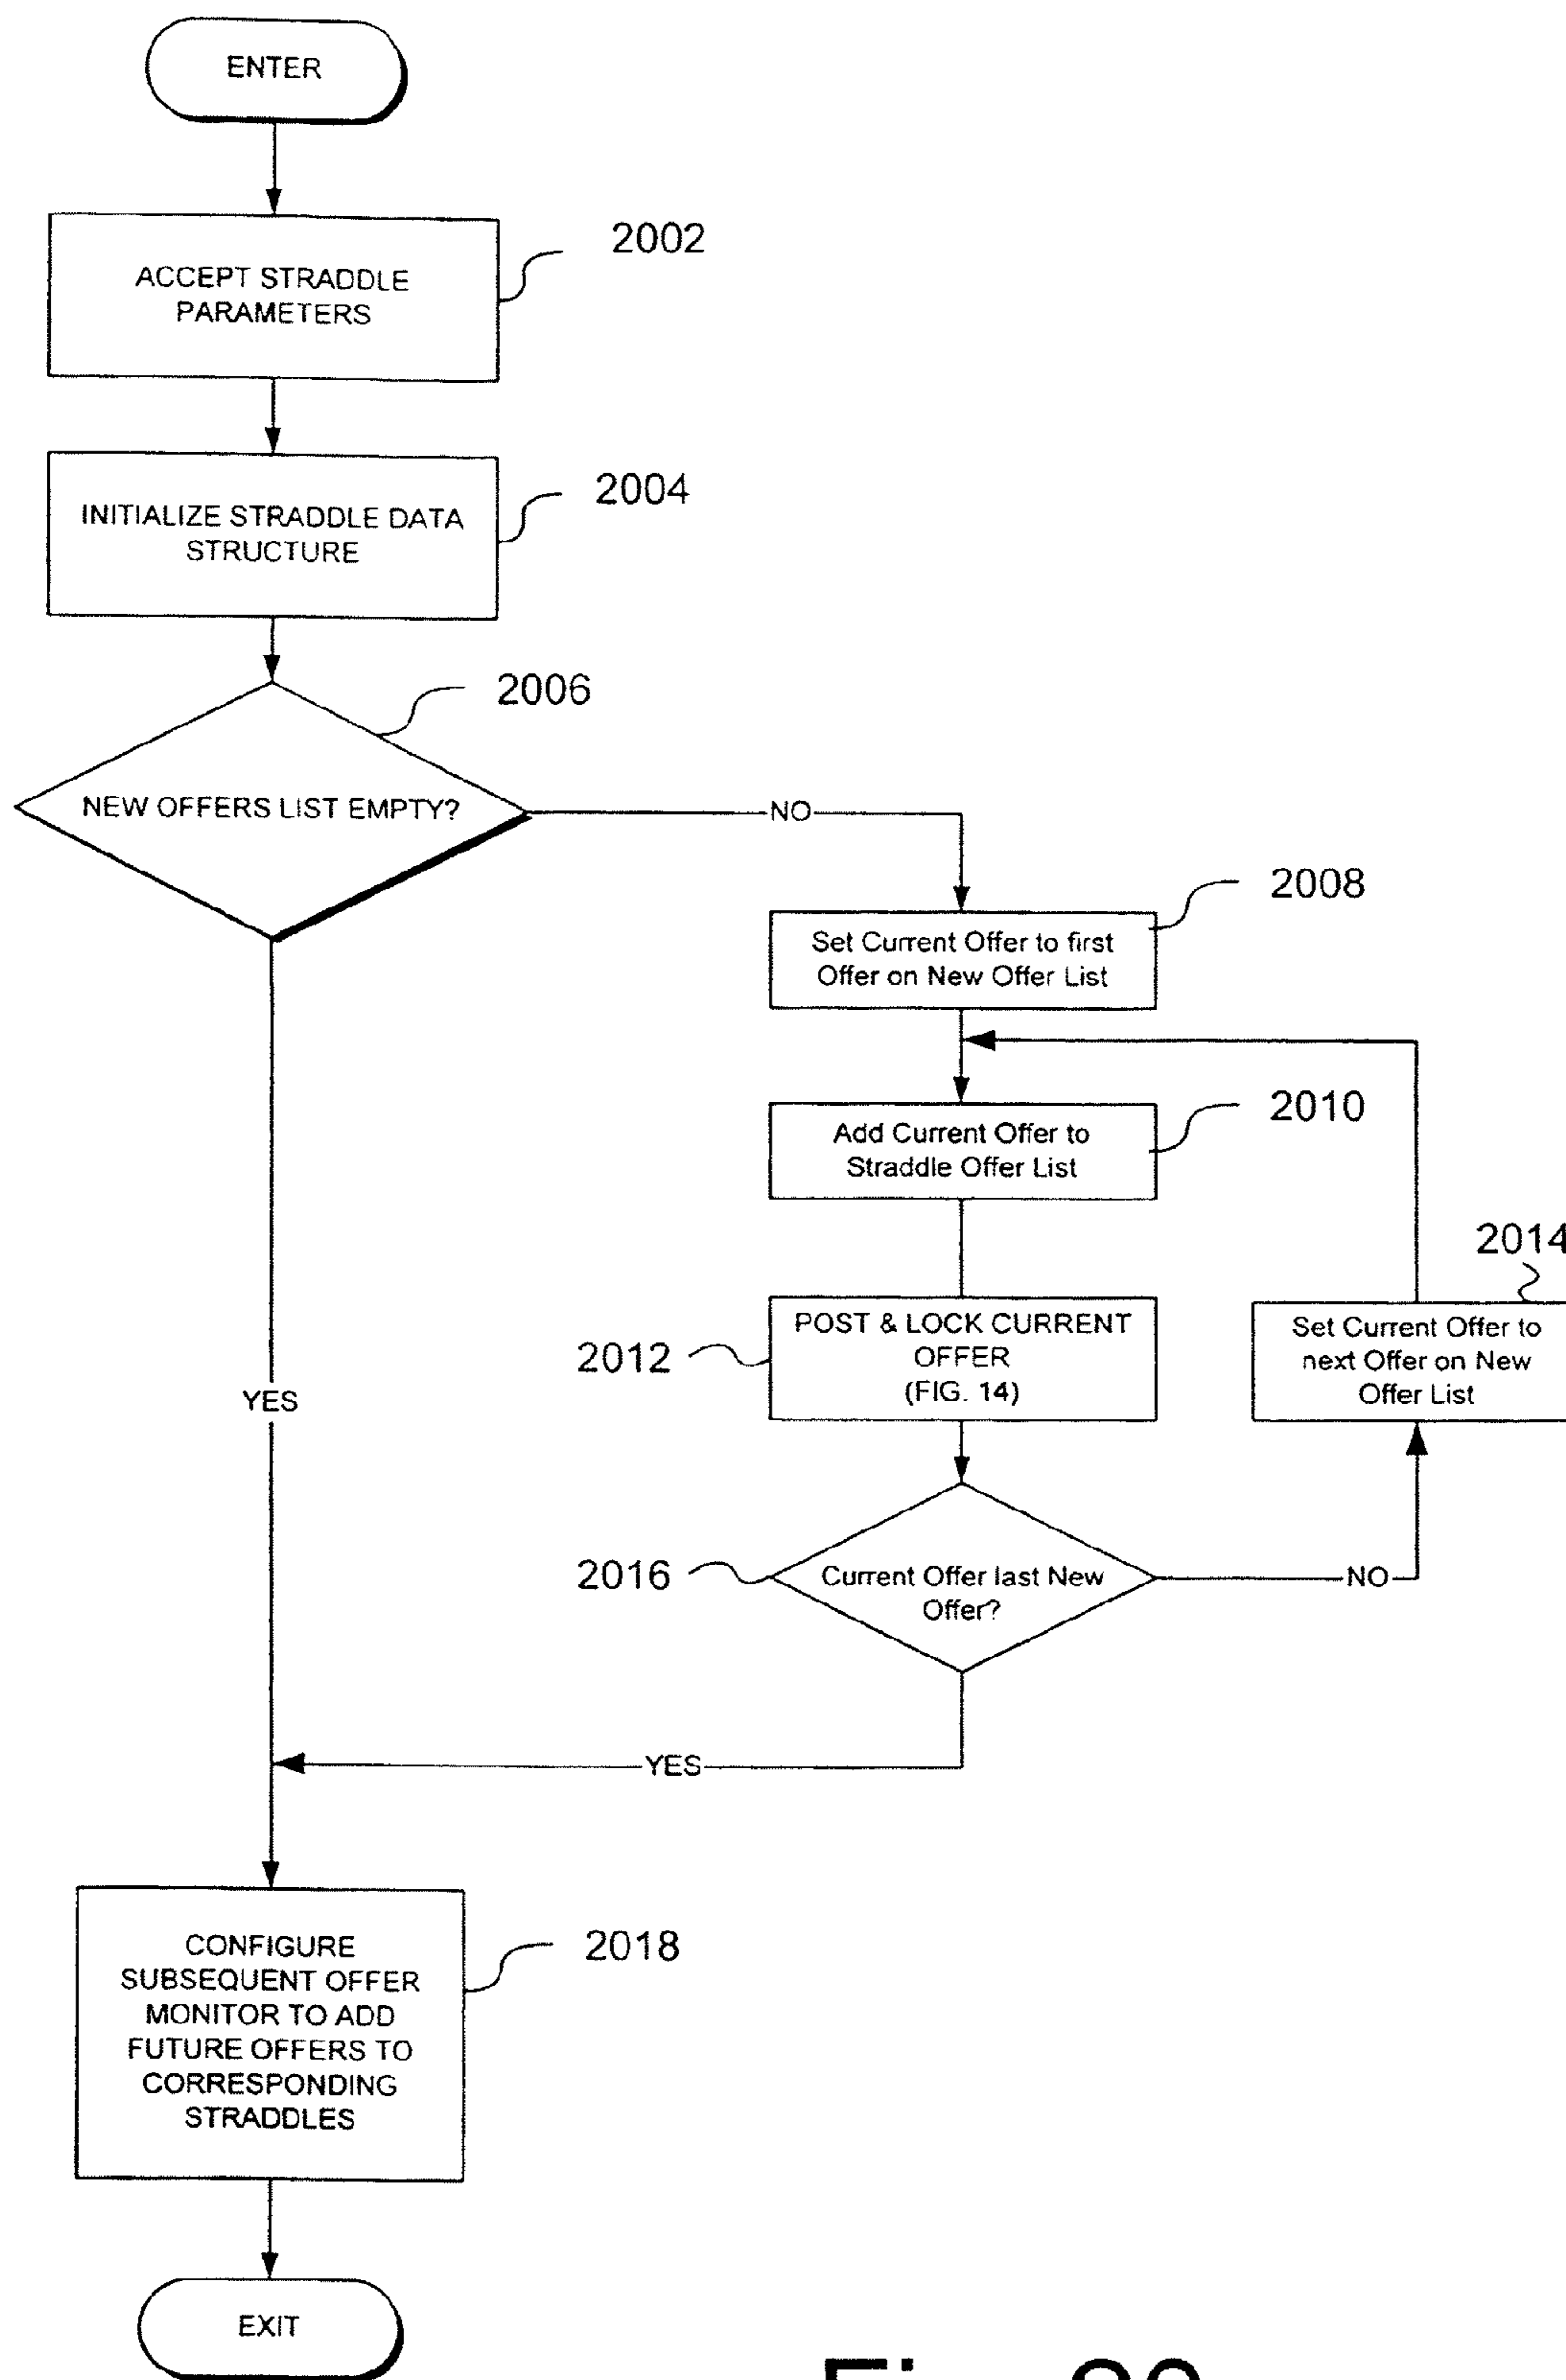 ENTER
2002
ACCEPT STRADDLE
PARAMETERS
2004
INITIALIZE STRADDLE DATA
STRUCTURE
2006
NEW OFFERS LIST EMPTY?
NO
2008
Set Current Offer to first
Offer on New Offer List
2010
Add Current Offer to
Straddle Offer List
2014
2012
POST & LOCK CURRENT
OFFER
(FIG. 14)
Set Current Offer to
next Offer on New
Offer List
YES
2016
Current Offer last New
Offer?
NO
YES
2018
CONFIGURE
SUBSEQUENT OFFER
MONITOR TO ADD
FUTURE OFFERS TO
CORRESPONDING
STRADDLES
EXIT